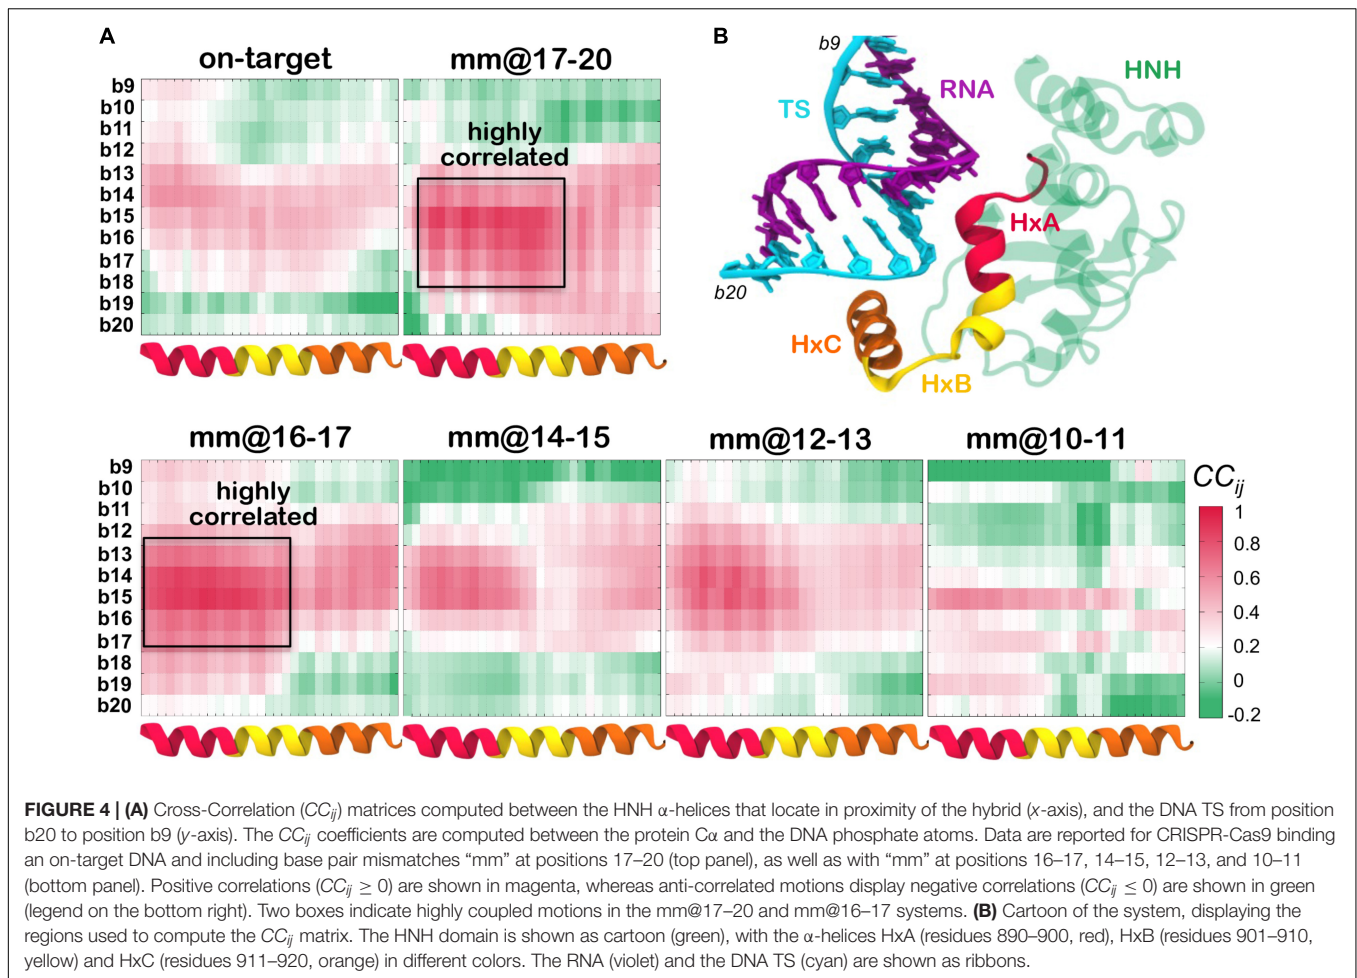 A
on-target
mm@17-20
b9
b10
b11
b12
b13
b14
b15
b16
b17
b18
b19
b20
highly
correlated
B
b9
RNA
HNH
TS
HxA
b20
HxC
HxB
mm@16-17
mm@14-15
mm@12-13
mm@10-11
b9
b10
b11
b12
b13
b14
b15
b16
b17
b18
b19
b20
highly
correlated
CCij
1
0.8
0.6
0.4
0.2
0
-0.2
FIGURE 4 | (A) Cross-Correlation (CCij) matrices computed between the HNH α-helices that locate in proximity of the hybrid (x-axis), and the DNA TS from position
b20 to position b9 (y-axis). The CCij coefficients are computed between the protein Cα and the DNA phosphate atoms. Data are reported for CRISPR-Cas9 binding
an on-target DNA and including base pair mismatches “mm” at positions 17–20 (top panel), as well as with “mm” at positions 16–17, 14–15, 12–13, and 10–11
(bottom panel). Positive correlations (CCij ≥ 0) are shown in magenta, whereas anti-correlated motions display negative correlations (CCij ≤ 0) are shown in green
(legend on the bottom right). Two boxes indicate highly coupled motions in the mm@17–20 and mm@16–17 systems. (B) Cartoon of the system, displaying the
regions used to compute the CCij matrix. The HNH domain is shown as cartoon (green), with the α-helices HxA (residues 890–900, red), HxB (residues 901–910,
yellow) and HxC (residues 911–920, orange) in different colors. The RNA (violet) and the DNA TS (cyan) are shown as ribbons.